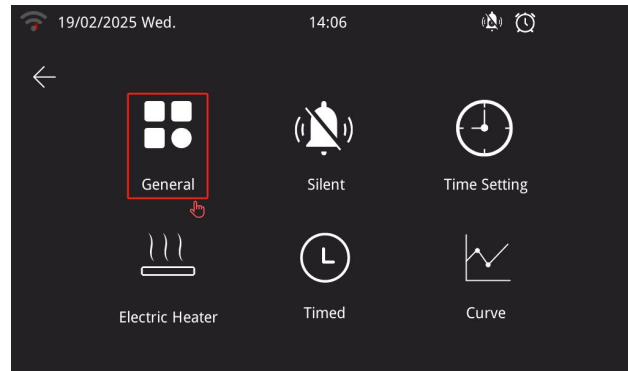 19/02/2025 Wed. 14:06
General Silent Time Setting
Electric Heater Timed Curve